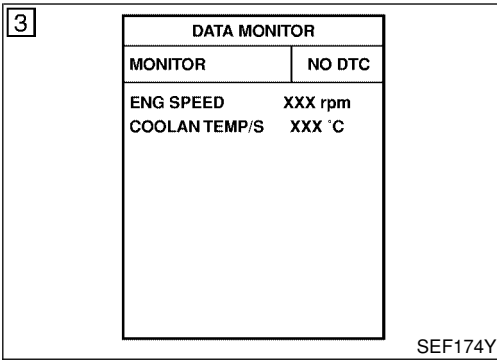 3
DATA MONITOR
MONITOR NO DTC
ENG SPEED XXX rpm
COOLAN TEMP/S XXX °C
SEF174Y